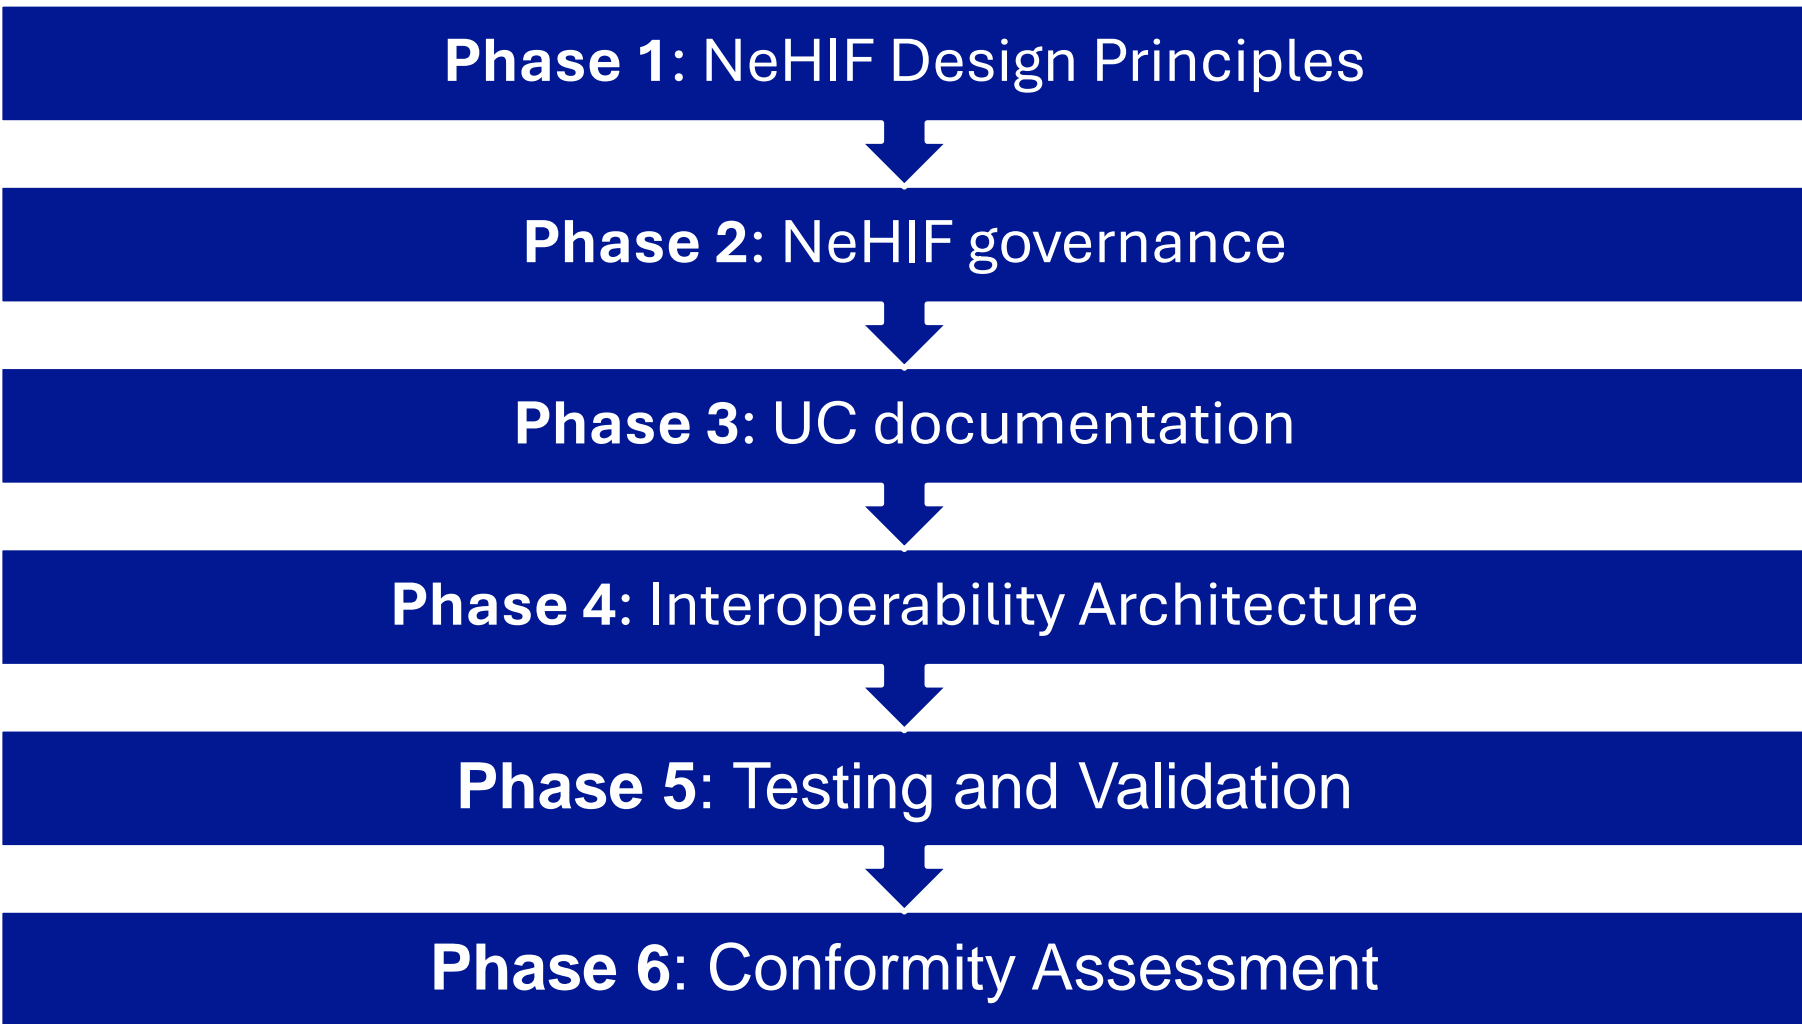 Phase 1: NeHIF Design Principles
Phase 2: NeHIF governance
Phase 3: UC documentation
Phase 4: Interoperability Architecture
Phase 5: Testing and Validation
Phase 6: Conformity Assessment